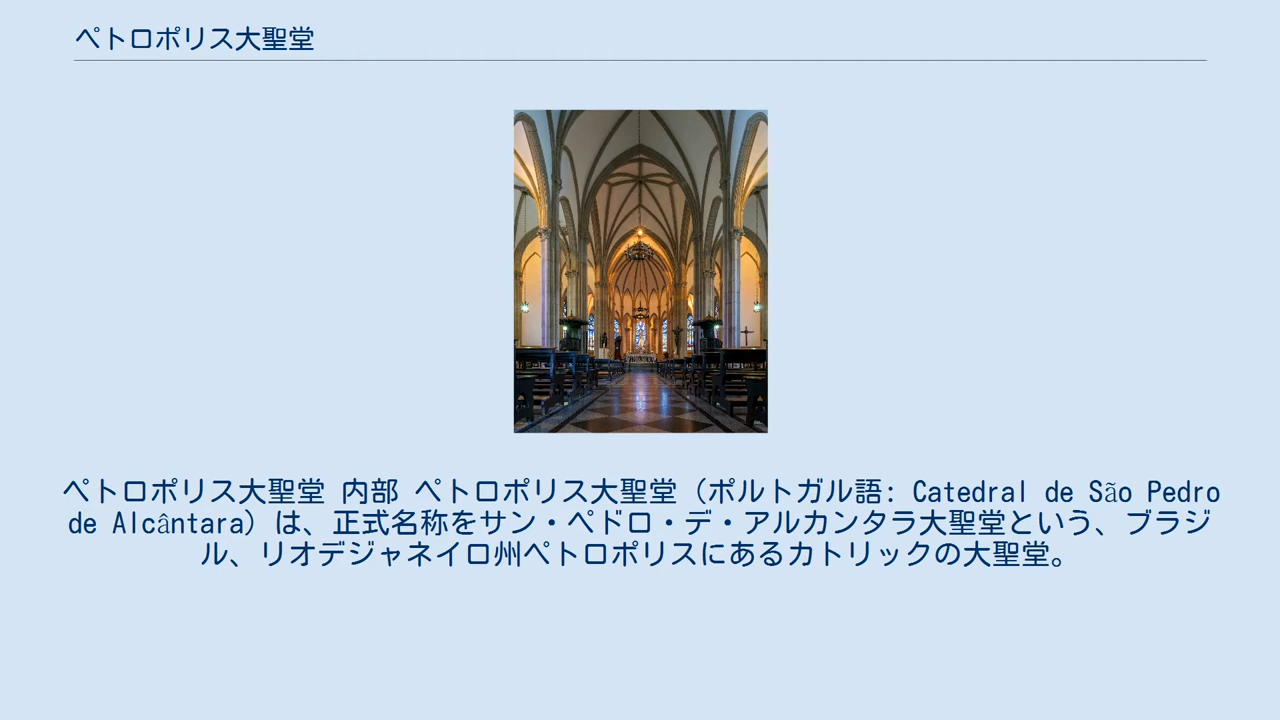 ペトロポリス大聖堂
ペトロポリス大聖堂 内部 ペトロポリス大聖堂（ポルトガル語: Catedral de São Pedro
de Alcântara）は、正式名称をサン・ペドロ・デ・アルカンタラ大聖堂という、ブラジ
ル、リオデジャネイロ州ペトロポリスにあるカトリックの大聖堂。